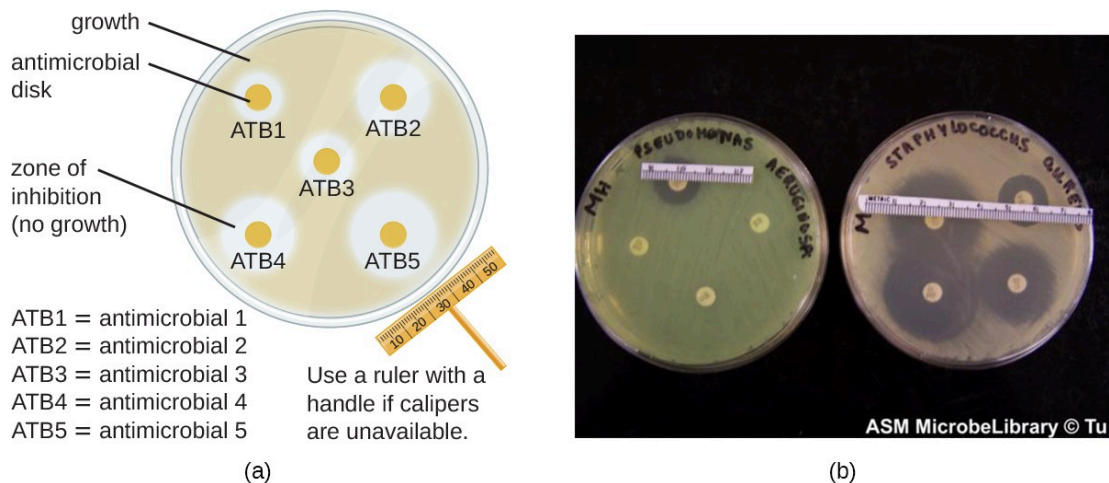 growth
antimicrobial
disk
zone of
inhibition
(no growth)
ATB1
ATB2
ATB3
ATB4
ATB5
10 20 30 40 50
ATB1 = antimicrobial 1
ATB2 = antimicrobial 2
ATB3 = antimicrobial 3
ATB4 = antimicrobial 4
ATB5 = antimicrobial 5
Use a ruler with a
handle if calipers
are unavailable.
(a)
PSEUDOMONAS
MH
STAPHYLOCOCCUS
METRIC
M
ASM MicrobeLibrary © Tu
(b)